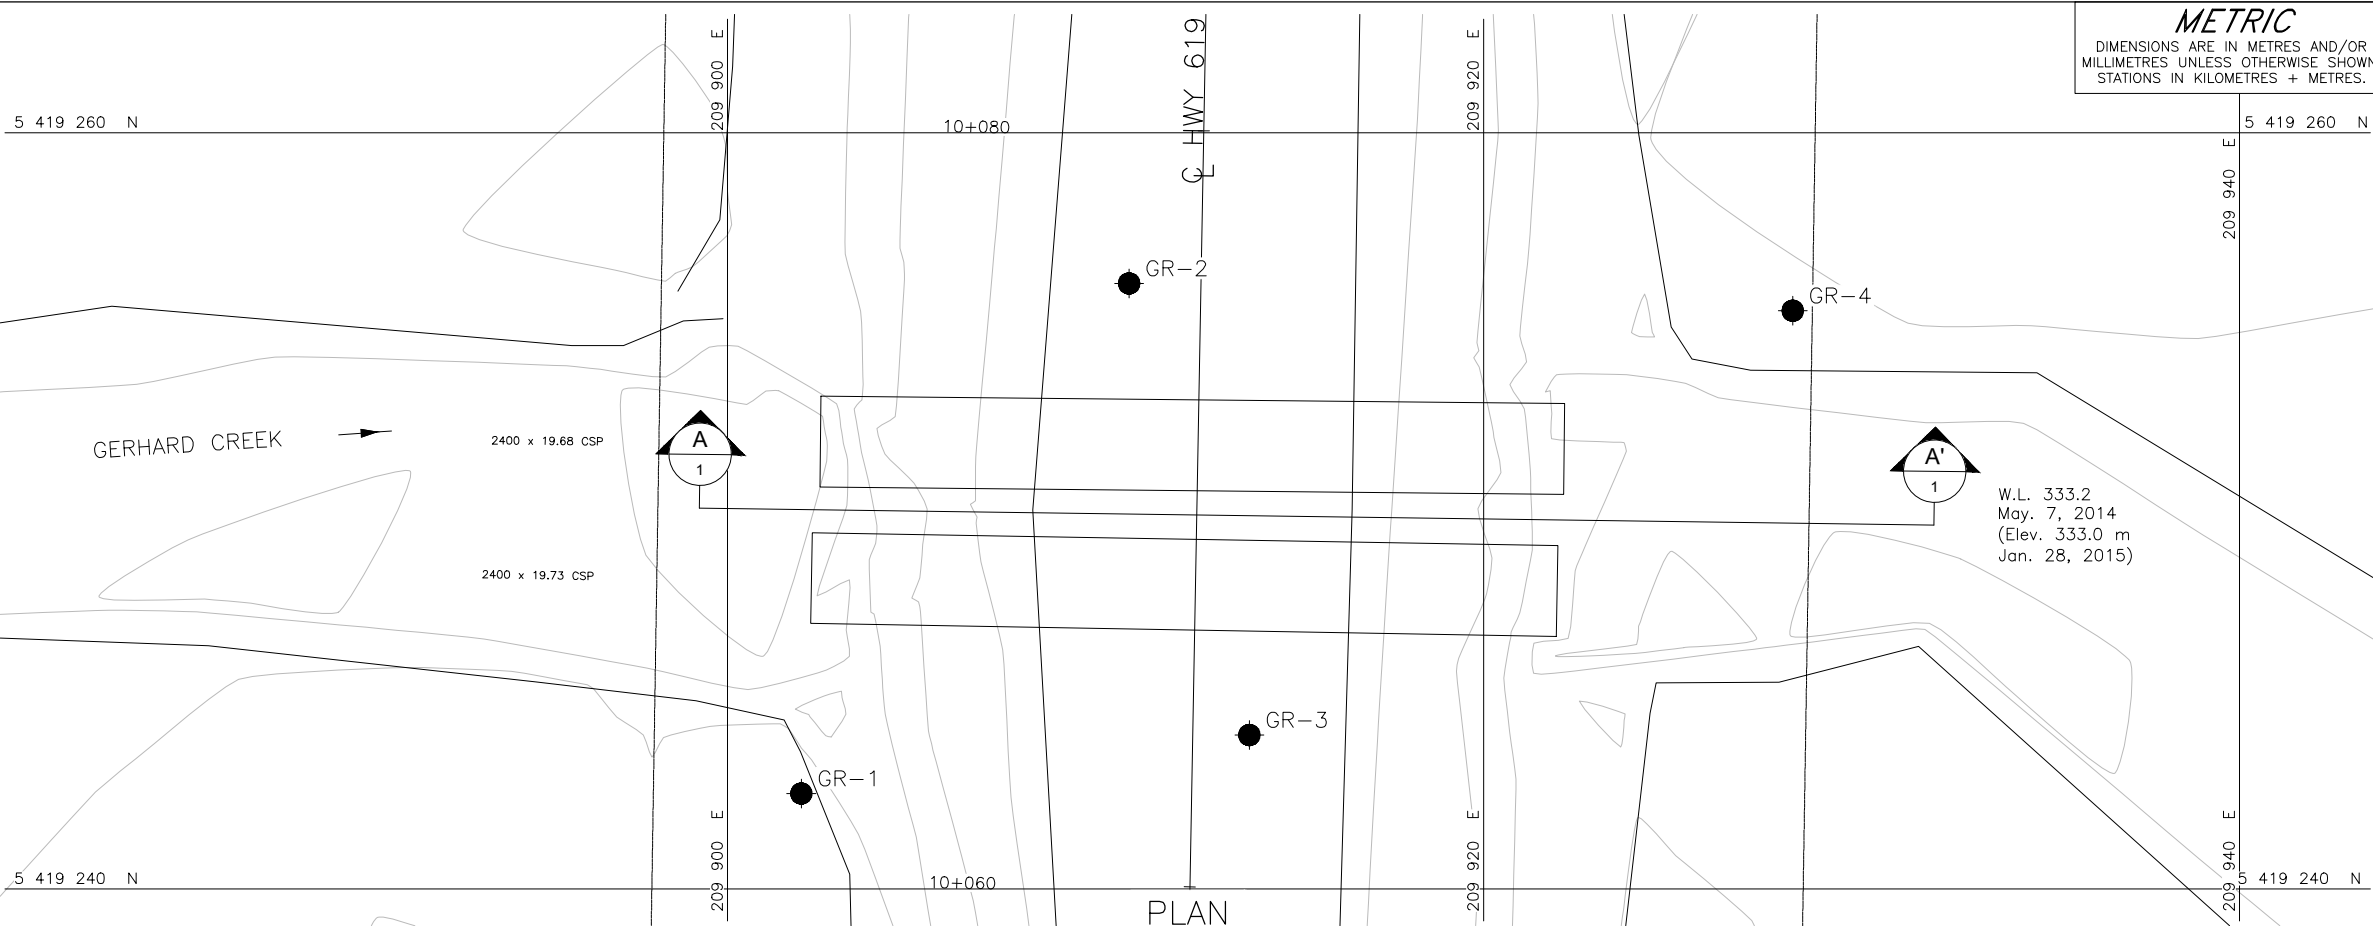 METRIC
DIMENSIONS ARE IN METRES AND/OR
MILLIMETRES UNLESS OTHERWISE SHOWN
STATIONS IN KILOMETRES + METRES.
209 900 E
HWY 619
209 920 E
5 419 260 N
10+080
5 419 260 N
209 940 E
CL
GR-2
GR-4
GERHARD CREEK
2400 x 19.68 CSP
A
1
A'
1
W.L. 333.2
May. 7, 2014
(Elev. 333.0 m
Jan. 28, 2015)
2400 x 19.73 CSP
GR-3
GR-1
209 900 E
209 920 E
209 940 E
5 419 240 N
10+060
5 419 240 N
PLAN